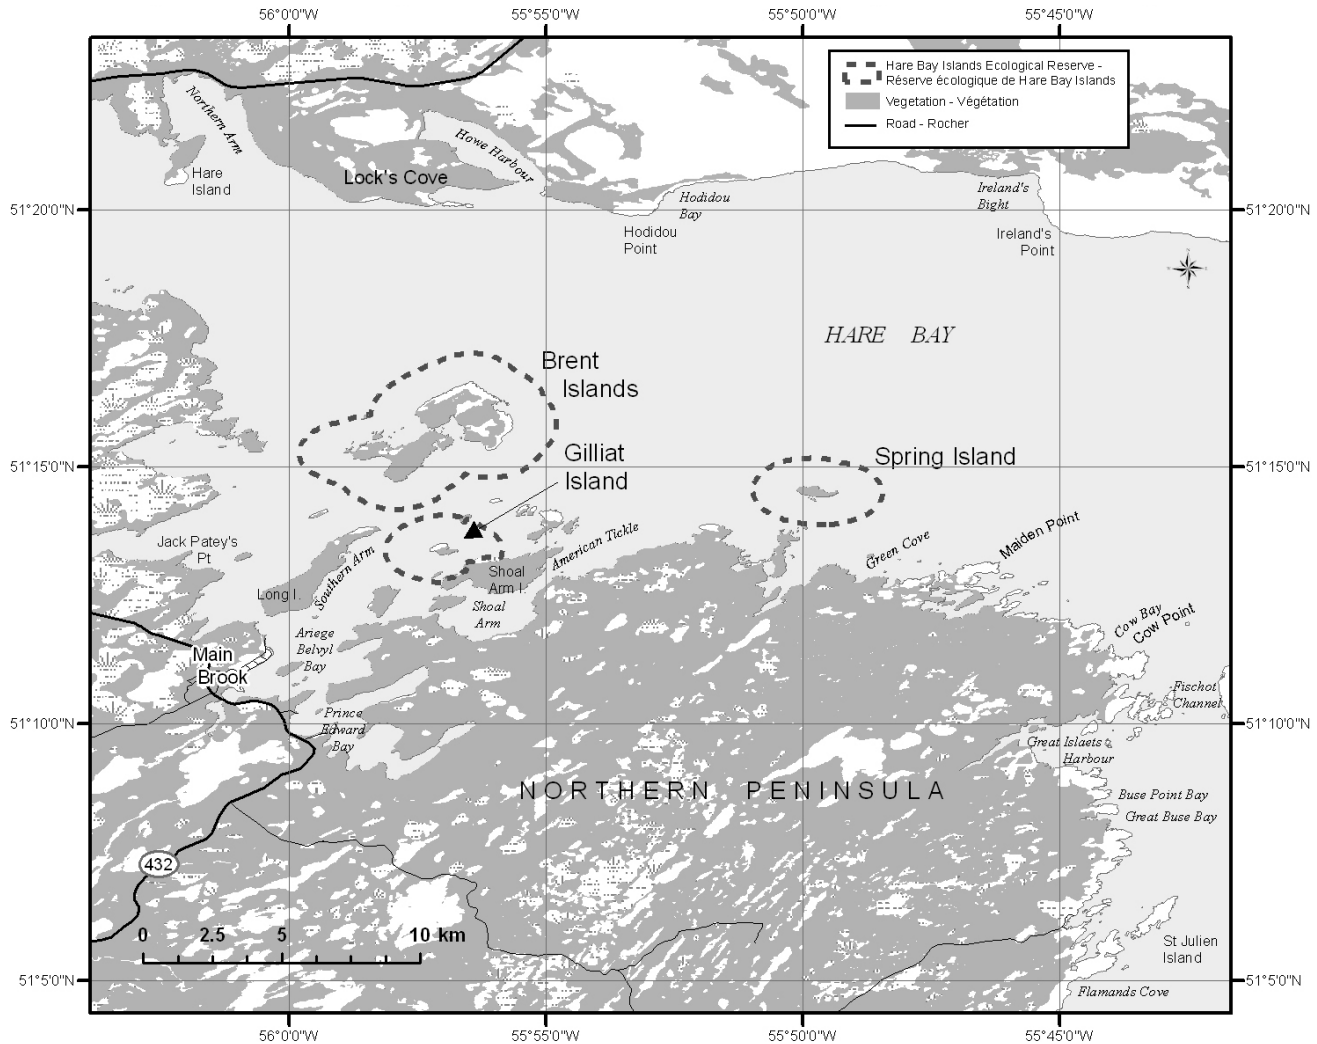 56°0'0"W
55°55'0"W
55°50'0"W
55°45'0"W
Hare Bay Islands Ecological Reserve -
Réserve écologique de Hare Bay Islands
Vegetation - Végétation
Road - Rocher
Northern Arm
Howe Harbour
Hare
Island
Lock's Cove
Hodidou
Bay
Ireland's
Bight
51°20'0"N
51°20'0"N
Hodidou
Point
Ireland's
Point
HARE BAY
Brent
Islands
Gilliat
Island
Spring Island
51°15'0"N
51°15'0"N
Jack Patey's
Pt
Southern Arm
American Tickle
Green Cove
Maiden Point
Long I.
Shoal
Arm I.
Shoal
Arm
Cow Bay
Cow Point
Ariege
Belvyl
Bay
Main
Brook
Fischot
Channel
51°10'0"N
51°10'0"N
Prince
Edward
Bay
Great Islaets
Harbour
NORTHERN PENINSULA
Buse Point Bay
Great Buse Bay
432
0 2.5 5 10 km
St Julien
Island
51°5'0"N
51°5'0"N
Flamands Cove
56°0'0"W
55°55'0"W
55°50'0"W
55°45'0"W